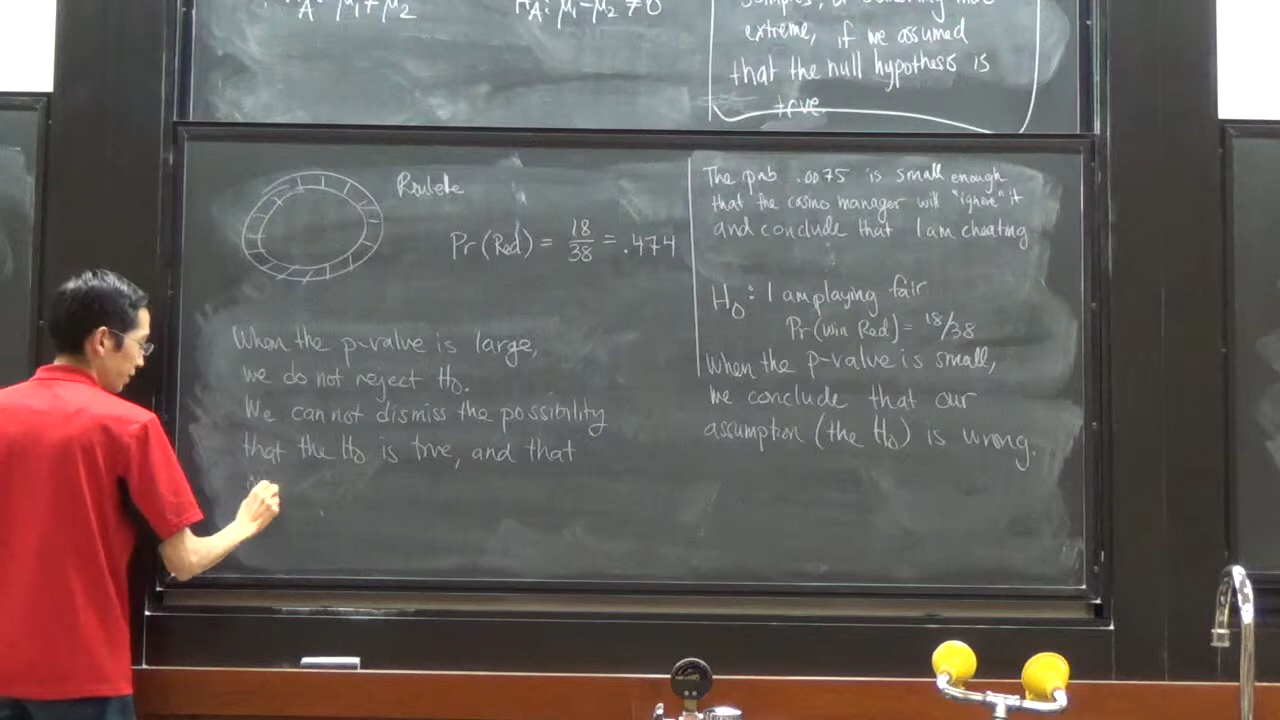 H_A: μ₁ ≠ μ₂
H_A: μ₁-μ₂ ≠ 0
extreme, if we assumed
that the null hypothesis is
true.
Roulette
Pr(Red) = 18/38 = .474
When the p-value is large,
we do not reject H₀.
We can not dismiss the possibility
that the H₀ is true, and that
The prob .0075 is small enough
that the casino manager will "ignore" it
and conclude that I am cheating
H₀: I am playing fair
Pr(win Red) = 18/38
When the p-value is small,
we conclude that our
assumption (the H₀) is wrong.